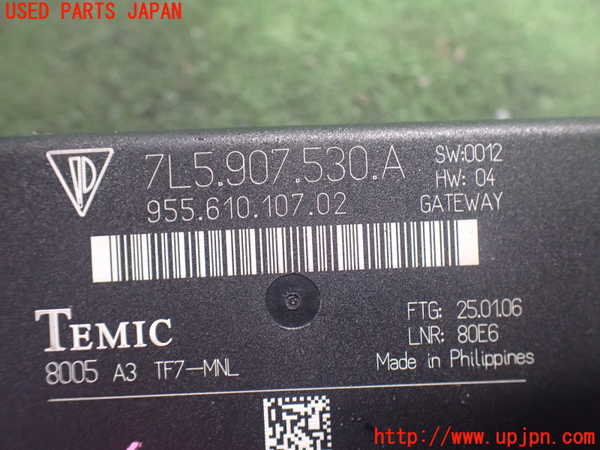 USED PARTS JAPAN
7L5.907.530.A
SW:0012
955.610.107.02
HW: 04
GATEWAY
TEMIC
FTG: 25.01.06
LNR: 80E6
8005 A3 TF7-MNL
Made in Philippines
http://www.upjpn.com/